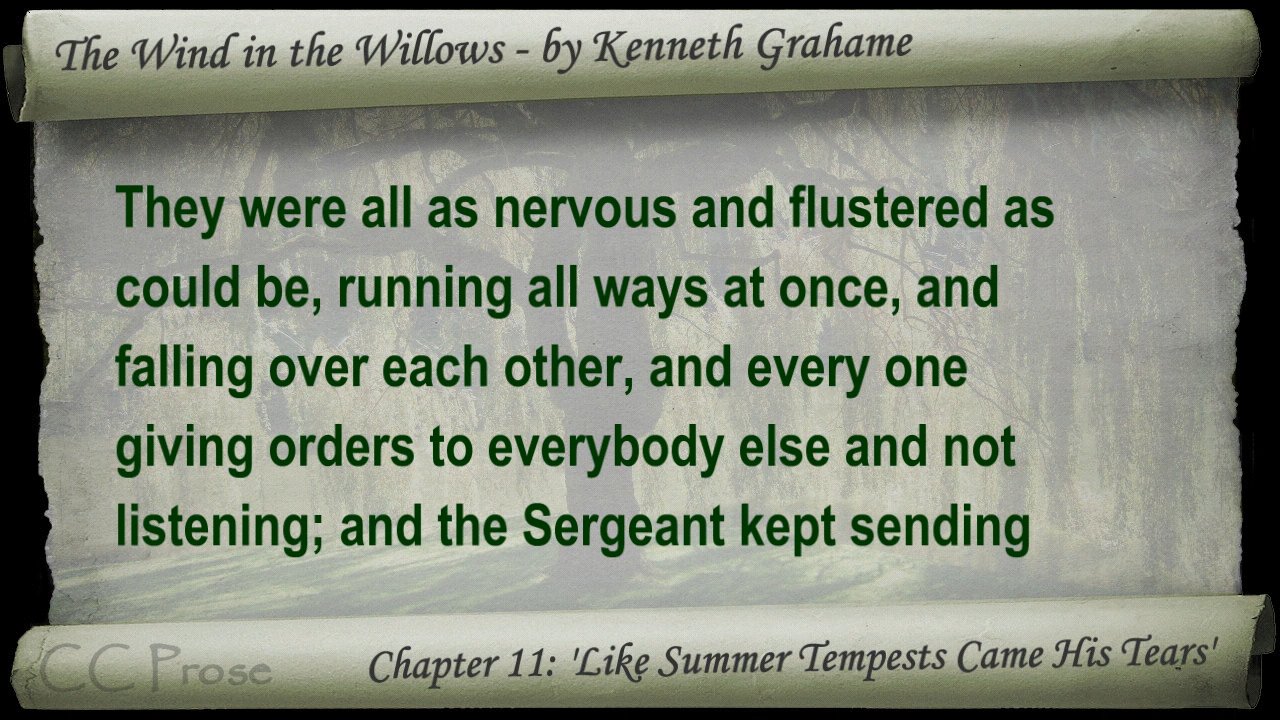 The Wind in the Willows - by Kenneth Grahame
They were all as nervous and flustered as
could be, running all ways at once, and
falling over each other, and every one
giving orders to everybody else and not
listening; and the Sergeant kept sending
CC Prose
Chapter 11: 'Like Summer Tempests Came His Tears'